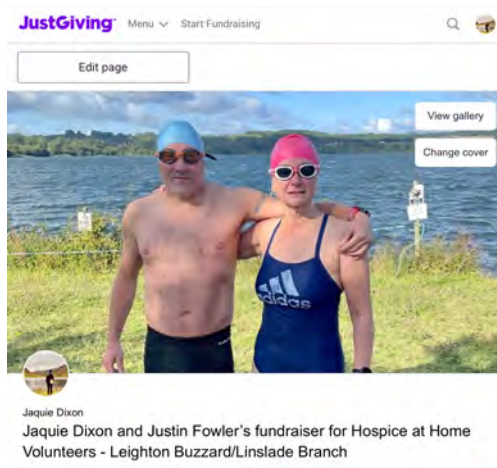 JustGiving Menu Start Fundraising
Edit page
View gallery
Change cover
adidas
Jaquie Dixon
Jaquie Dixon and Justin Fowler's fundraiser for Hospice at Home
Volunteers - Leighton Buzzard/Linslade Branch